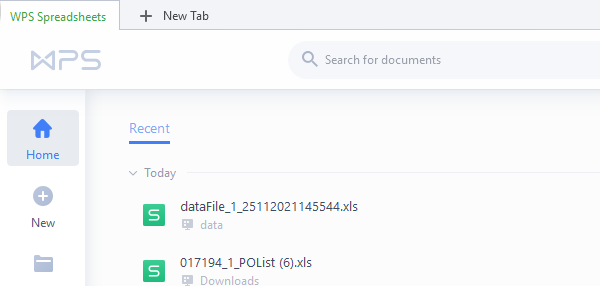 WPS Spreadsheets
+ New Tab
WPS
Search for documents
Home
New
Recent
Today
dataFile_1_25112021145544.xls
data
017194_1_POList (6).xls
Downloads